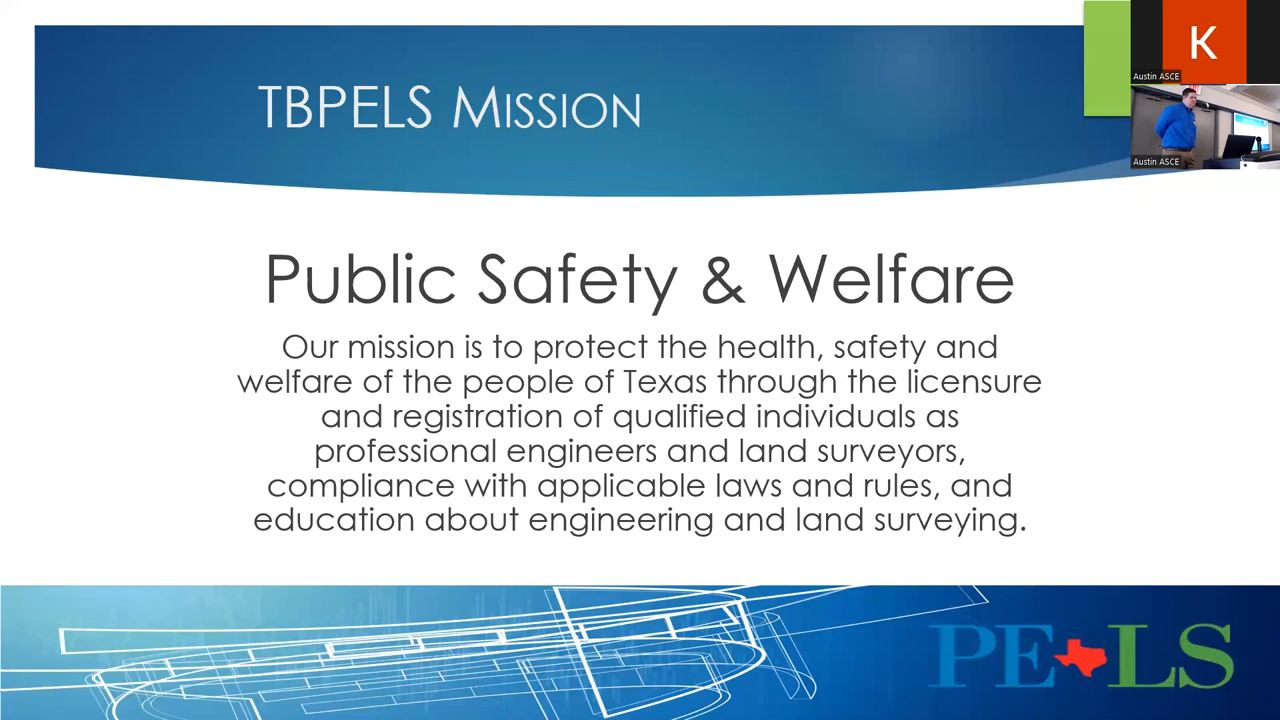 TBPELS MISSION
K
Austin ASCE
Austin ASCE
Public Safety & Welfare
Our mission is to protect the health, safety and
welfare of the people of Texas through the licensure
and registration of qualified individuals as
professional engineers and land surveyors,
compliance with applicable laws and rules, and
education about engineering and land surveying.
PE LS